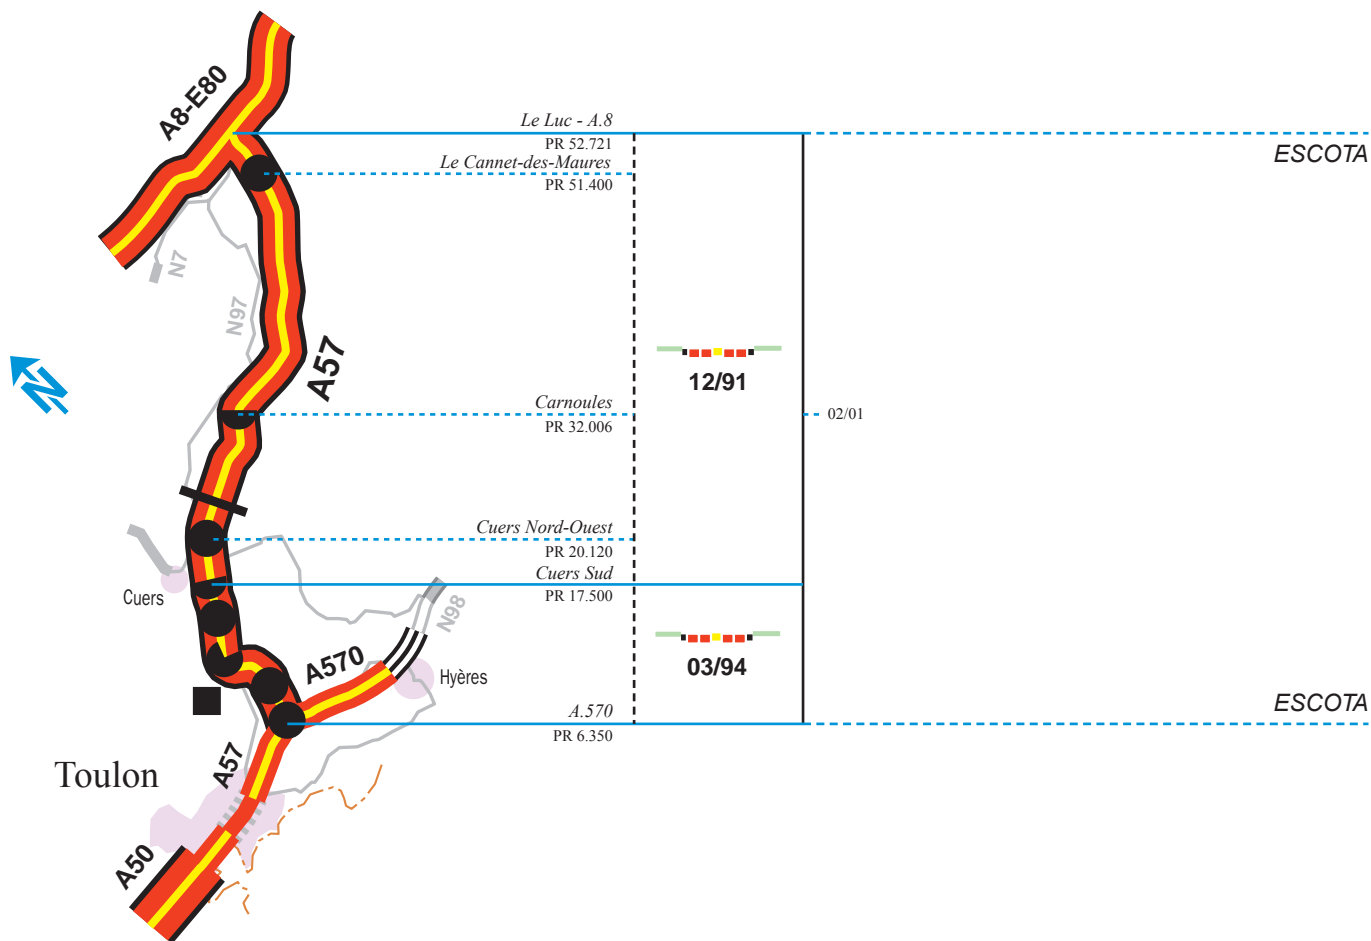 A8-E80
Le Luc - A.8
PR 52.721
ESCOTA
Le Cannet-des-Maures
PR 51.400
N7
N97
A57
12/91
N
Carnoules
PR 32.006
02/01
Cuers Nord-Ouest
PR 20.120
Cuers Sud
PR 17.500
Cuers
N98
A570
03/94
Hyères
A.570
PR 6.350
ESCOTA
A57
Toulon
A50